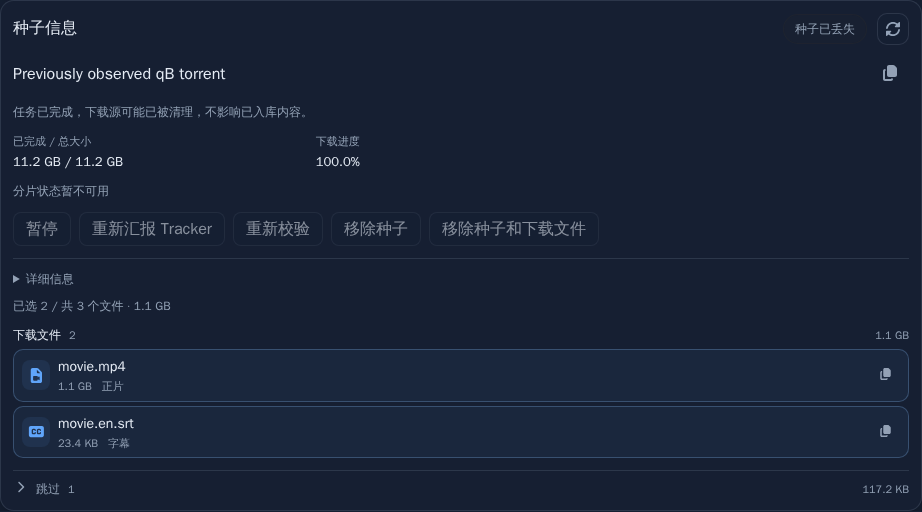 种子信息
种子已丢失
Previously observed qB torrent
任务已完成，下载源可能已被清理，不影响已入库内容。
已完成 / 总大小
下载进度
11.2 GB / 11.2 GB
100.0%
分片状态暂不可用
暂停
重新汇报 Tracker
重新校验
移除种子
移除种子和下载文件
详细信息
已选 2 / 共 3 个文件 · 1.1 GB
下载文件 2
1.1 GB
movie.mp4
1.1 GB 正片
movie.en.srt
CC
23.4 KB 字幕
跳过 1
117.2 KB